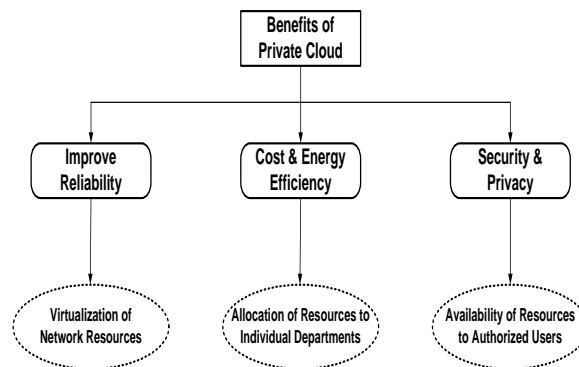 Benefits of
Private Cloud
Improve
Reliability
Cost & Energy
Efficiency
Security &
Privacy
Virtualization of
Network Resources
Allocation of Resources to
Individual Departments
Availability of Resources
to Authorized Users